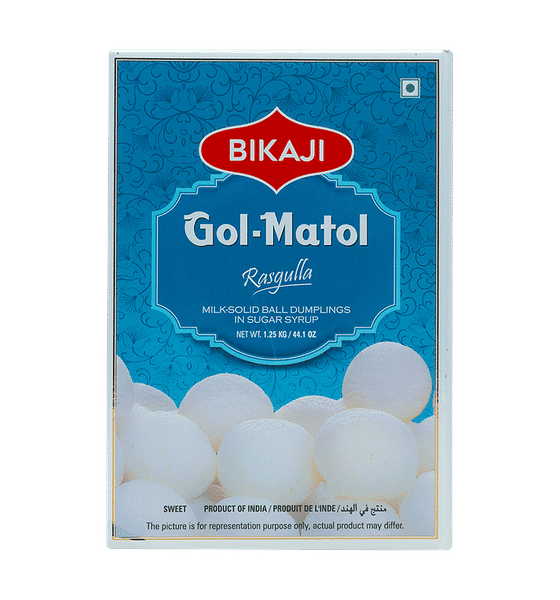 BIKAJI
Gol-Matol
Rasgulla
MILK-SOLID BALL DUMPLINGS
IN SUGAR SYRUP
NET WT. 1.25 KG / 44.1 OZ
SWEET PRODUCT OF INDIA / PRODUIT DE L'INDE / منتج في الهند
The picture is for representation purpose only, actual product may differ.